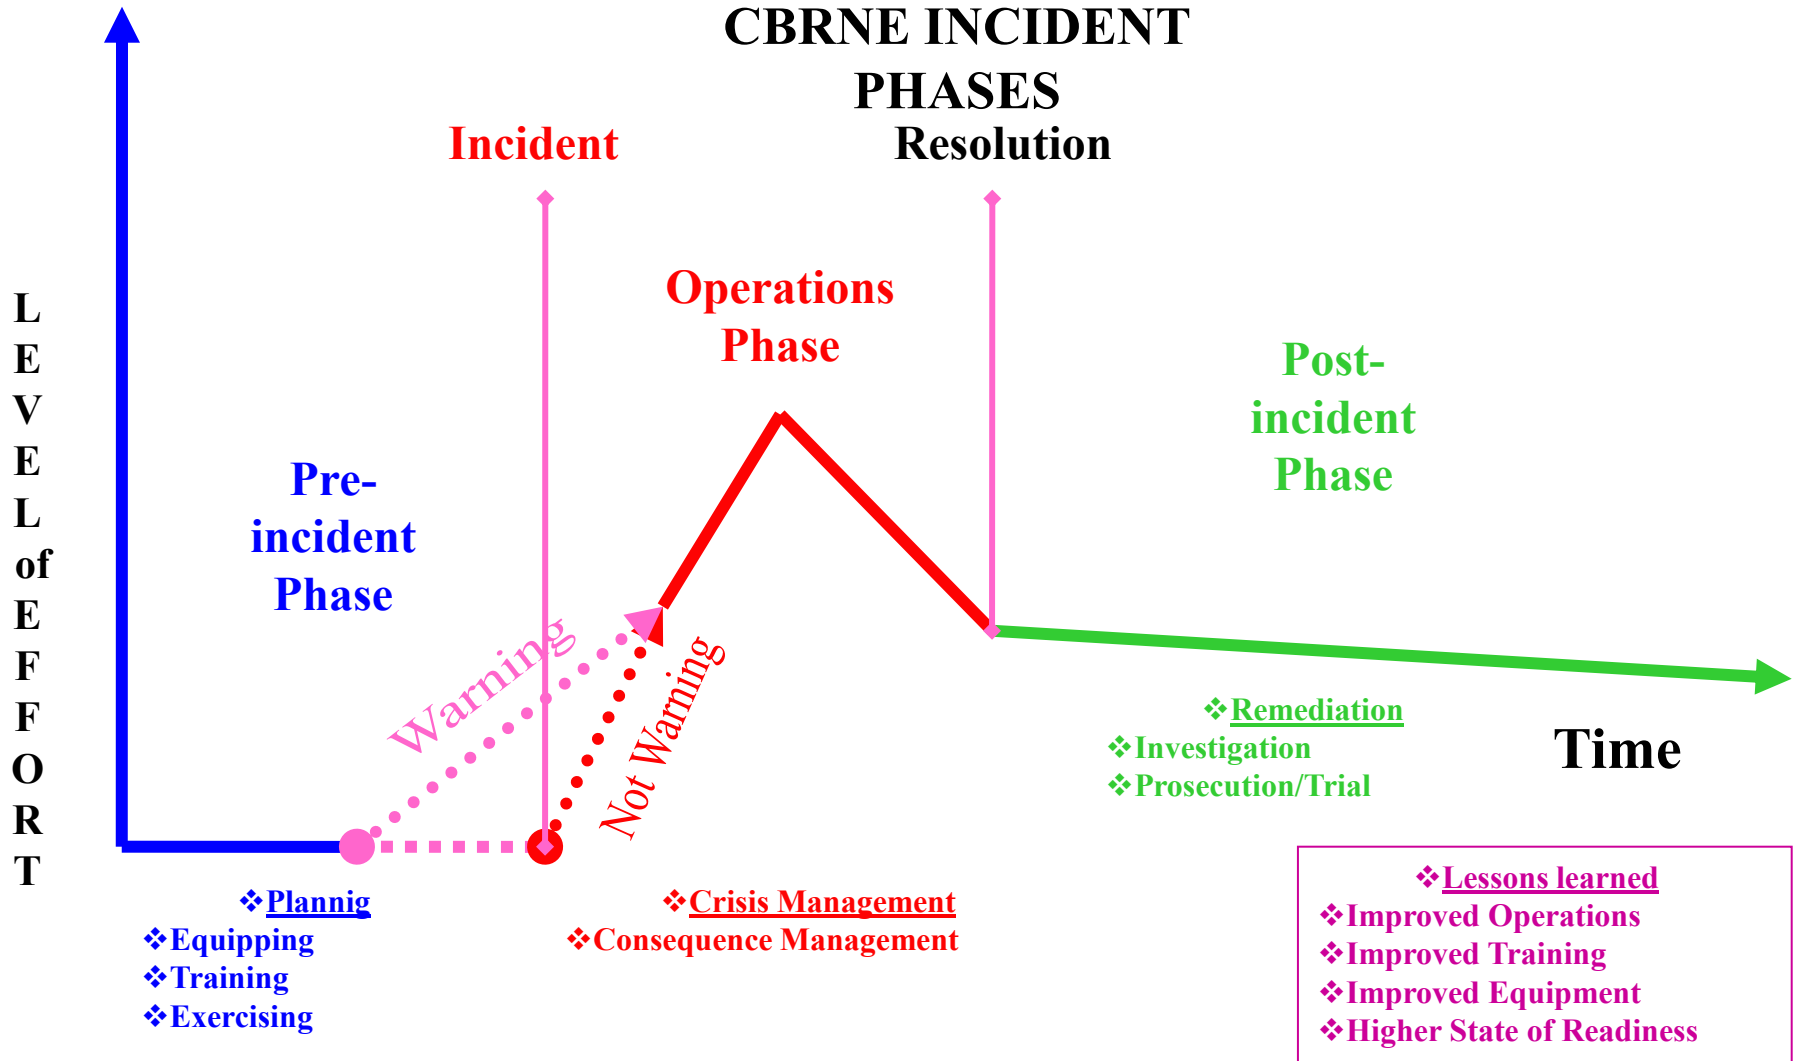 CBRNE INCIDENT
PHASES
Incident
Resolution
Operations
Phase
Post-
incident
Phase
Pre-
incident
Phase
L
E
V
E
L
of
E
F
F
O
R
T
Warning
Not Warning
❖Remediation
❖Investigation
❖Prosecution/Trial
Time
❖Plannig
❖Equipping
❖Training
❖Exercising
❖Crisis Management
❖Consequence Management
❖Lessons learned
❖Improved Operations
❖Improved Training
❖Improved Equipment
❖Higher State of Readiness